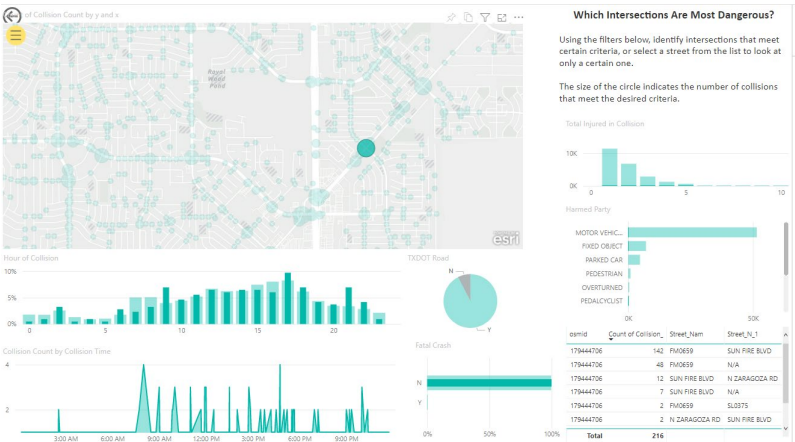 of Collision Count by y and x
Royal
Wood
Pond
esri
Which Intersections Are Most Dangerous?
Using the filters below, identify intersections that meet
certain criteria, or select a street from the list to look at
only a certain one.
The size of the circle indicates the number of collisions
that meet the desired criteria.
Total Injured in Collision
10K
0K
0 5 10
Harmed Party
MOTOR VEHIC...
FIXED OBJECT
PARKED CAR
PEDESTRIAN
OVERTURNED
PEDALCYCLIST
0K 50K
Hour of Collision
10%
5%
0%
0 5 10 15 20
TXDOT Road
N
Y
Collision Count by Collision Time
4
2
3:00 AM 6:00 AM 9:00 AM 12:00 PM 3:00 PM 6:00 PM 9:00 PM
Fatal Crash
N
Y
0% 50% 100%
osmid Count of Collision_ Street_Nam Street_N_1
179444706 142 FM0659 SUN FIRE BLVD
179444706 48 FM0659 N/A
179444706 12 SUN FIRE BLVD N ZARAGOZA RD
179444706 7 SUN FIRE BLVD N/A
179444706 2 FM0659 SL0375
179444706 2 N ZARAGOZA RD SUN FIRE BLVD
Total 216